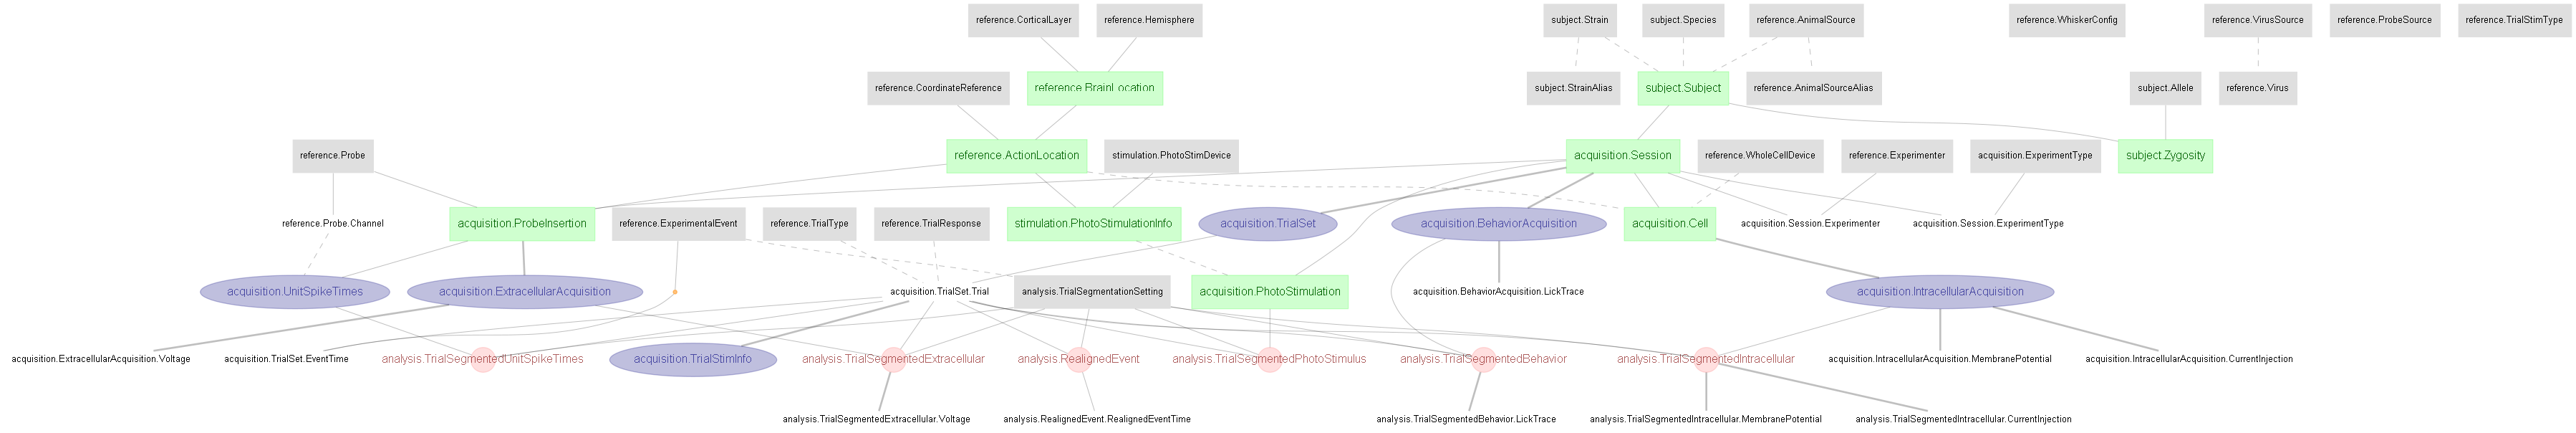 reference.CorticalLayer
reference.Hemisphere
subject.Strain
subject.Species
reference.AnimalSource
reference.WhiskerConfig
reference.VirusSource
reference.ProbeSource
reference.TrialStimType
reference.CoordinateReference
reference.BrainLocation
subject.StrainAlias
subject.Subject
reference.AnimalSourceAlias
subject.Allele
reference.Virus
reference.Probe
reference.ActionLocation
stimulation.PhotoStimDevice
acquisition.Session
reference.WholeCellDevice
reference.Experimenter
acquisition.ExperimentType
subject.Zygosity
reference.Probe.Channel
acquisition.ProbeInsertion
reference.ExperimentalEvent
reference.TrialType
reference.TrialResponse
stimulation.PhotoStimulationInfo
acquisition.TrialSet
acquisition.BehaviorAcquisition
acquisition.Cell
acquisition.Session.Experimenter
acquisition.Session.ExperimentType
acquisition.UnitSpikeTimes
acquisition.ExtracellularAcquisition
acquisition.TrialSet.Trial
analysis.TrialSegmentationSetting
acquisition.PhotoStimulation
acquisition.BehaviorAcquisition.LickTrace
acquisition.IntracellularAcquisition
acquisition.ExtracellularAcquisition.Voltage
acquisition.TrialSet.EventTime
analysis.TrialSegmentedUnitSpikeTimes
acquisition.TrialStimInfo
analysis.TrialSegmentedExtracellular
analysis.RealignedEvent
analysis.TrialSegmentedPhotoStimulus
analysis.TrialSegmentedBehavior
analysis.TrialSegmentedIntracellular
acquisition.IntracellularAcquisition.MembranePotential
acquisition.IntracellularAcquisition.CurrentInjection
analysis.TrialSegmentedExtracellular.Voltage
analysis.RealignedEvent.RealignedEventTime
analysis.TrialSegmentedBehavior.LickTrace
analysis.TrialSegmentedIntracellular.MembranePotential
analysis.TrialSegmentedIntracellular.CurrentInjection